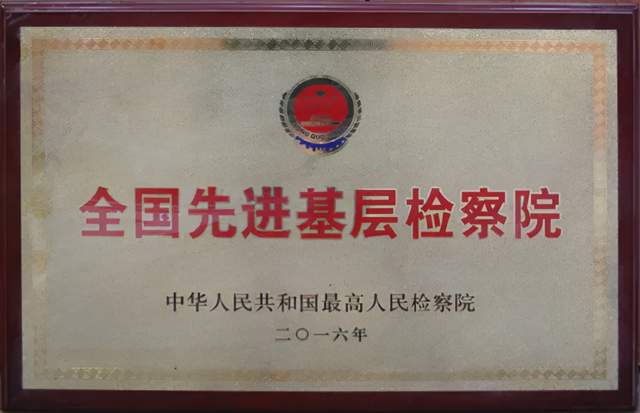 全国先进基层检察院
中华人民共和国最高人民检察院
二〇一六年